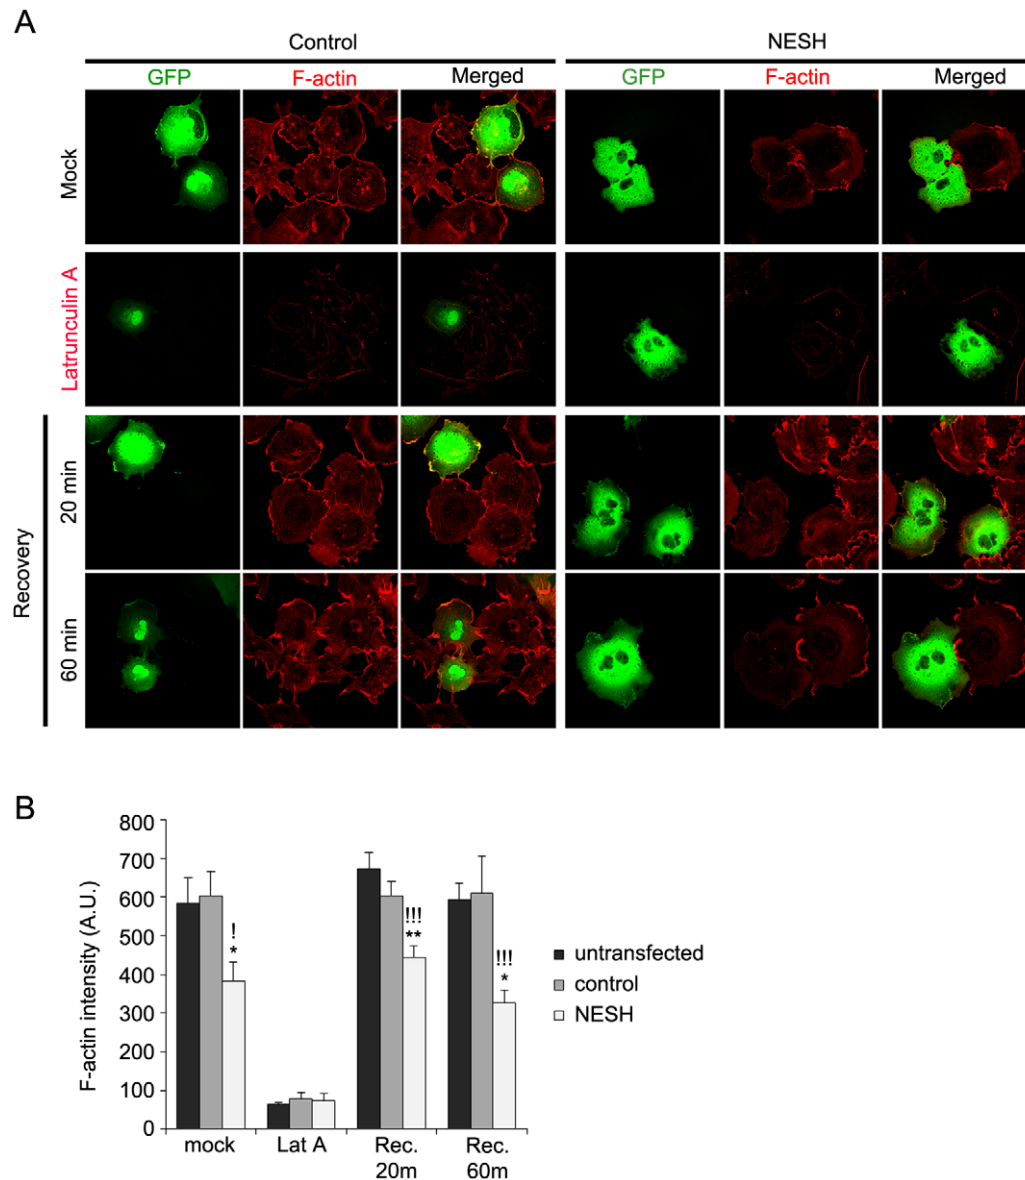 A
Control NESH
GFP F-actin Merged GFP F-actin Merged
Mock
Latrunculin A
Recovery
20 min
60 min
B
F-actin intensity (A.U.)
800
700
600
500
400
300
200
100
0
!
*
!!!
**
!!!
*
untransfected
control
NESH
mock Lat A Rec. Rec.
20m 60m